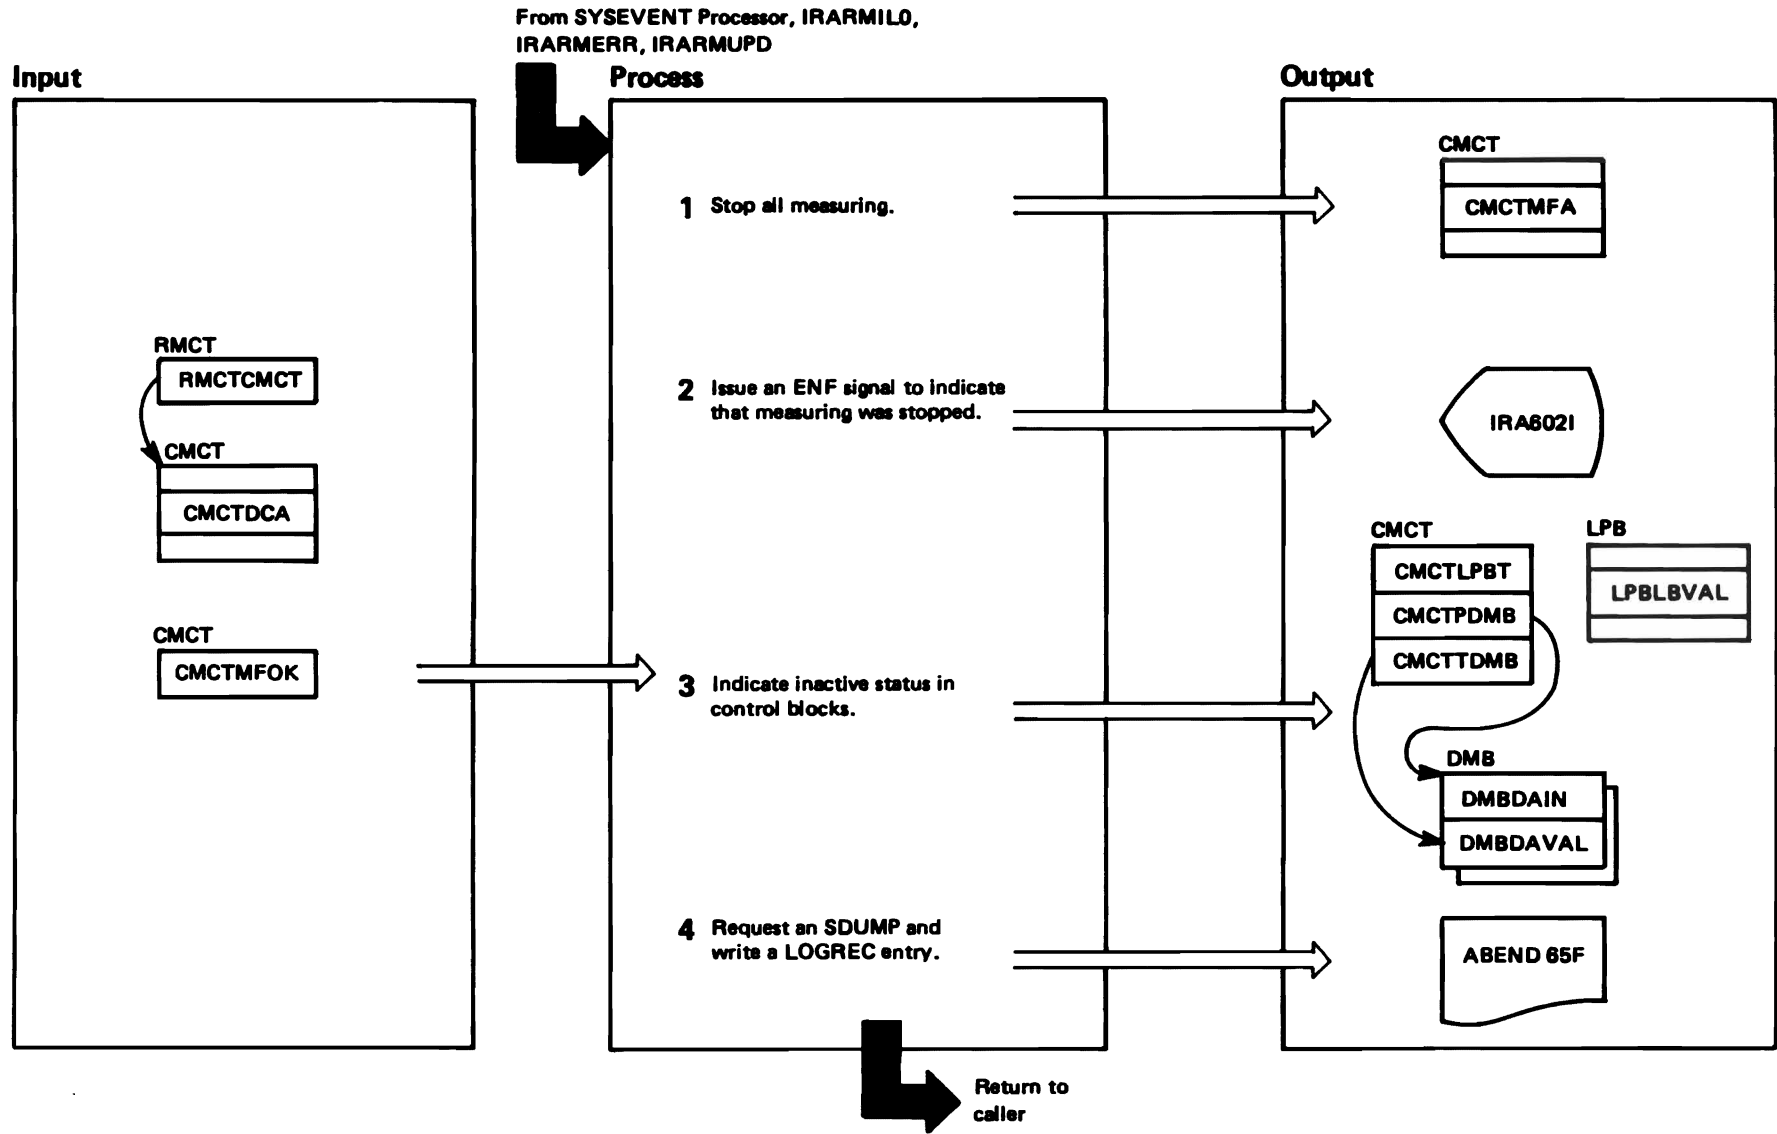 From SYSEVENT Processor, IRARMIL0,
IRARMERR, IRARMUPD
Input
Process
Output
RMCT
RMCTCMCT
CMCT
CMCTDCA
CMCT
CMCTMFOK
1 Stop all measuring.
2 Issue an ENF signal to indicate
that measuring was stopped.
3 Indicate inactive status in
control blocks.
4 Request an SDUMP and
write a LOGREC entry.
Return to
caller
CMCT
CMCTMFA
IRA602I
CMCT
CMCTLPBT
CMCTPDMB
CMCTTDMB
LPB
LPBLBVAL
DMB
DMBDAIN
DMBDAVAL
ABEND 65F